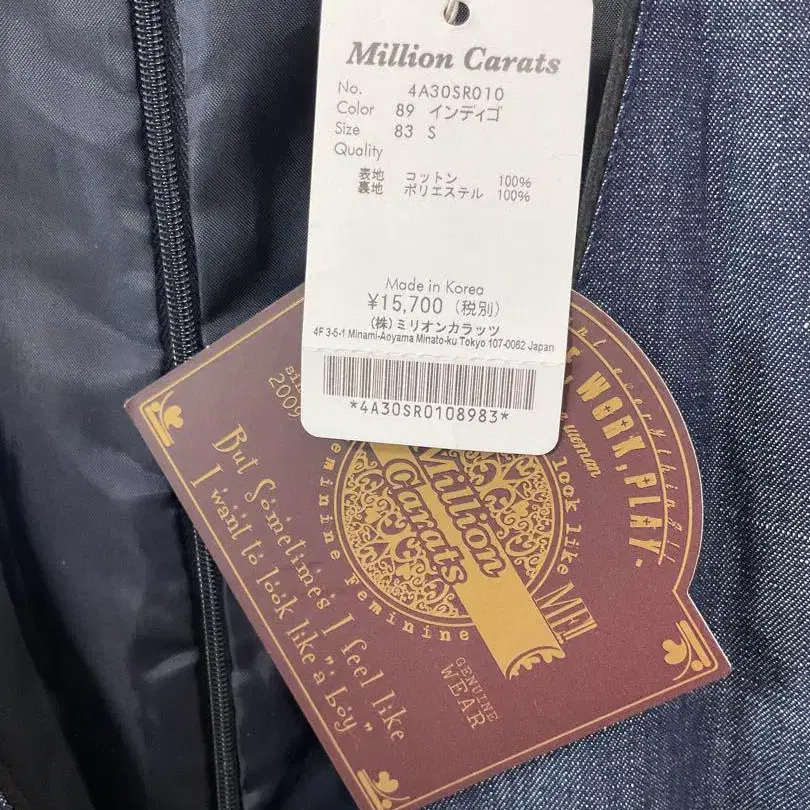 Million Carats
No. 4A30SR010
Color 89 インディゴ
Size 83 S
Quality
表地 コットン 100%
裏地 ポリエステル 100%
Made in Korea
¥15,700 (税別)
(株)ミリオンカラッツ
4F 3-5-1 Minami-Aoyama Minato-ku Tokyo 107-0062 Japan
*4A30SR0108983*
2009
WORK, PLAY.
a woman
look like ME!!
Million
Carats
Feminine
GENUINE
WEAR
But Sometimes I feel like
I want to look like "a boy"